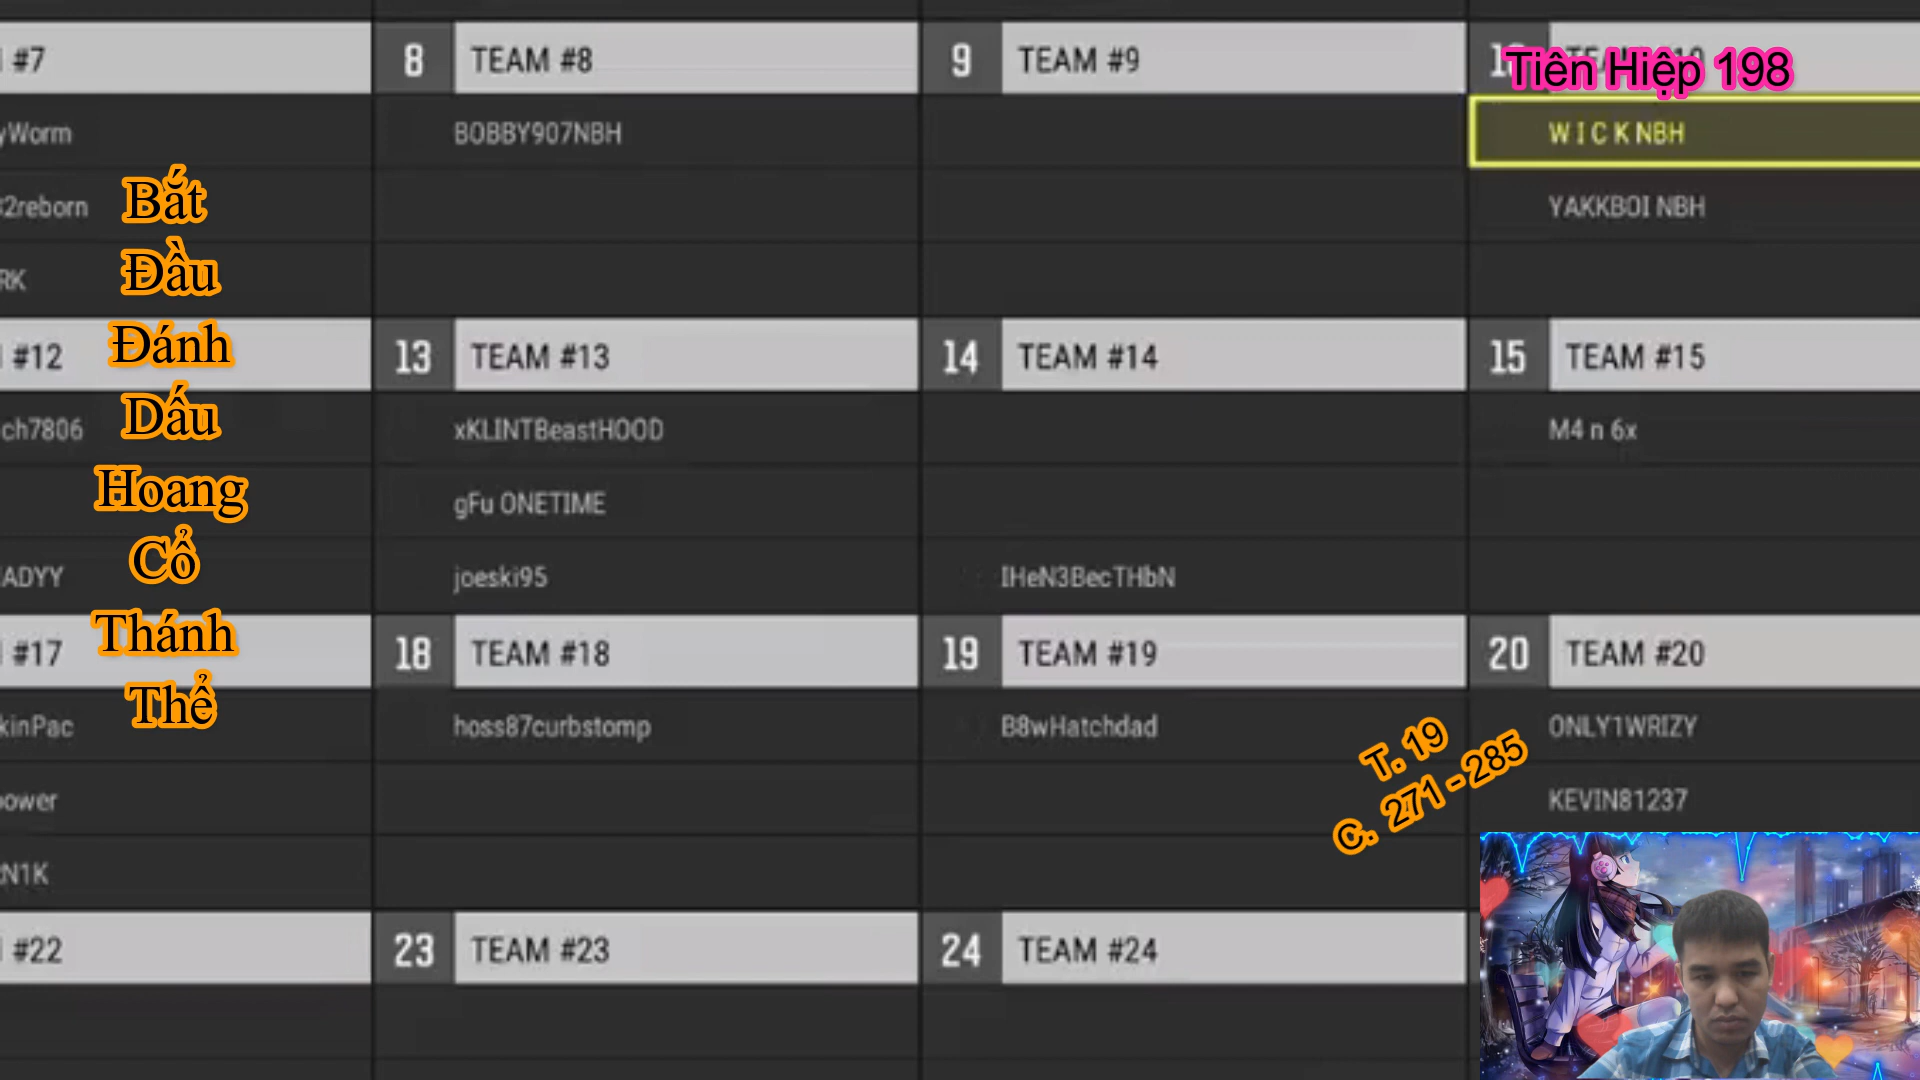 #7
8 TEAM #8
9 TEAM #9
Tiên Hiệp 198
yWorm
BOBBY907NBH
W I C K NBH
2reborn
YAKKBOI NBH
RK
Bắt
Đầu
Đánh
Dấu
Hoang
Cổ
Thánh
Thể
#12
13 TEAM #13
14 TEAM #14
15 TEAM #15
ch7806
xKLINTBeastHOOD
M4 n 6x
gFu ONETIME
ADYY
joeski95
IHeN3BecTHbN
#17
18 TEAM #18
19 TEAM #19
20 TEAM #20
kinPac
hoss87curbstomp
B8wHatchdad
ONLY1WRIZY
T. 19
C. 271 - 285
power
KEVIN81237
N1K
#22
23 TEAM #23
24 TEAM #24